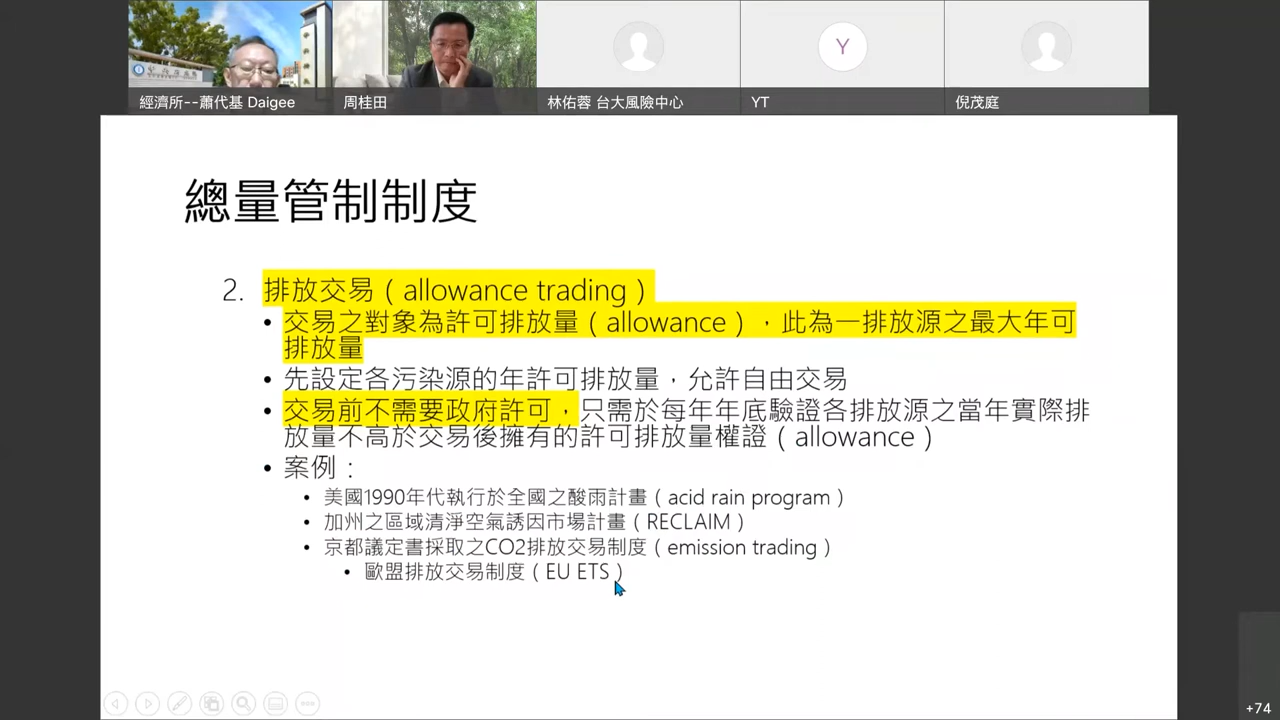 經濟所--蕭代基 Daigee
周桂田
林佑蓉 台大風險中心
Y
YT
倪茂庭
總量管制制度
2. 排放交易（allowance trading）
• 交易之對象為許可排放量（allowance），此為一排放源之最大年可
排放量
• 先設定各污染源的年許可排放量，允許自由交易
• 交易前不需要政府許可，只需於每年年底驗證各排放源之當年實際排
放量不高於交易後擁有的許可排放量權證（allowance）
• 案例：
• 美國1990年代執行於全國之酸雨計畫（acid rain program）
• 加州之區域清淨空氣誘因市場計畫（RECLAIM）
• 京都議定書採取之CO2排放交易制度（emission trading）
• 歐盟排放交易制度（EU ETS）
+74